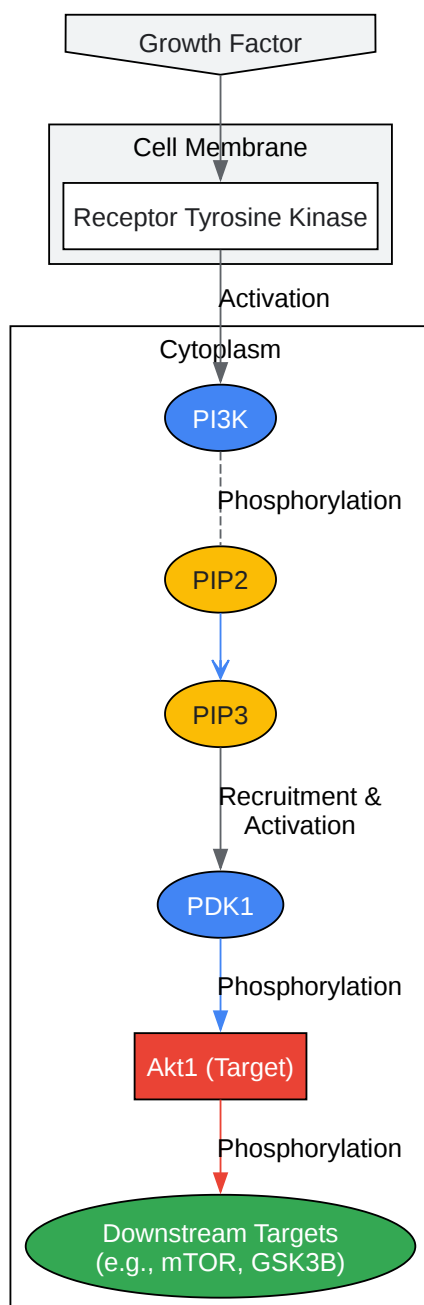 Growth Factor
Cell Membrane
Receptor Tyrosine Kinase
Activation
Cytoplasm
PI3K
Phosphorylation
PIP2
PIP3
Recruitment &
Activation
PDK1
Phosphorylation
Akt1 (Target)
Phosphorylation
Downstream Targets
(e.g., mTOR, GSK3B)